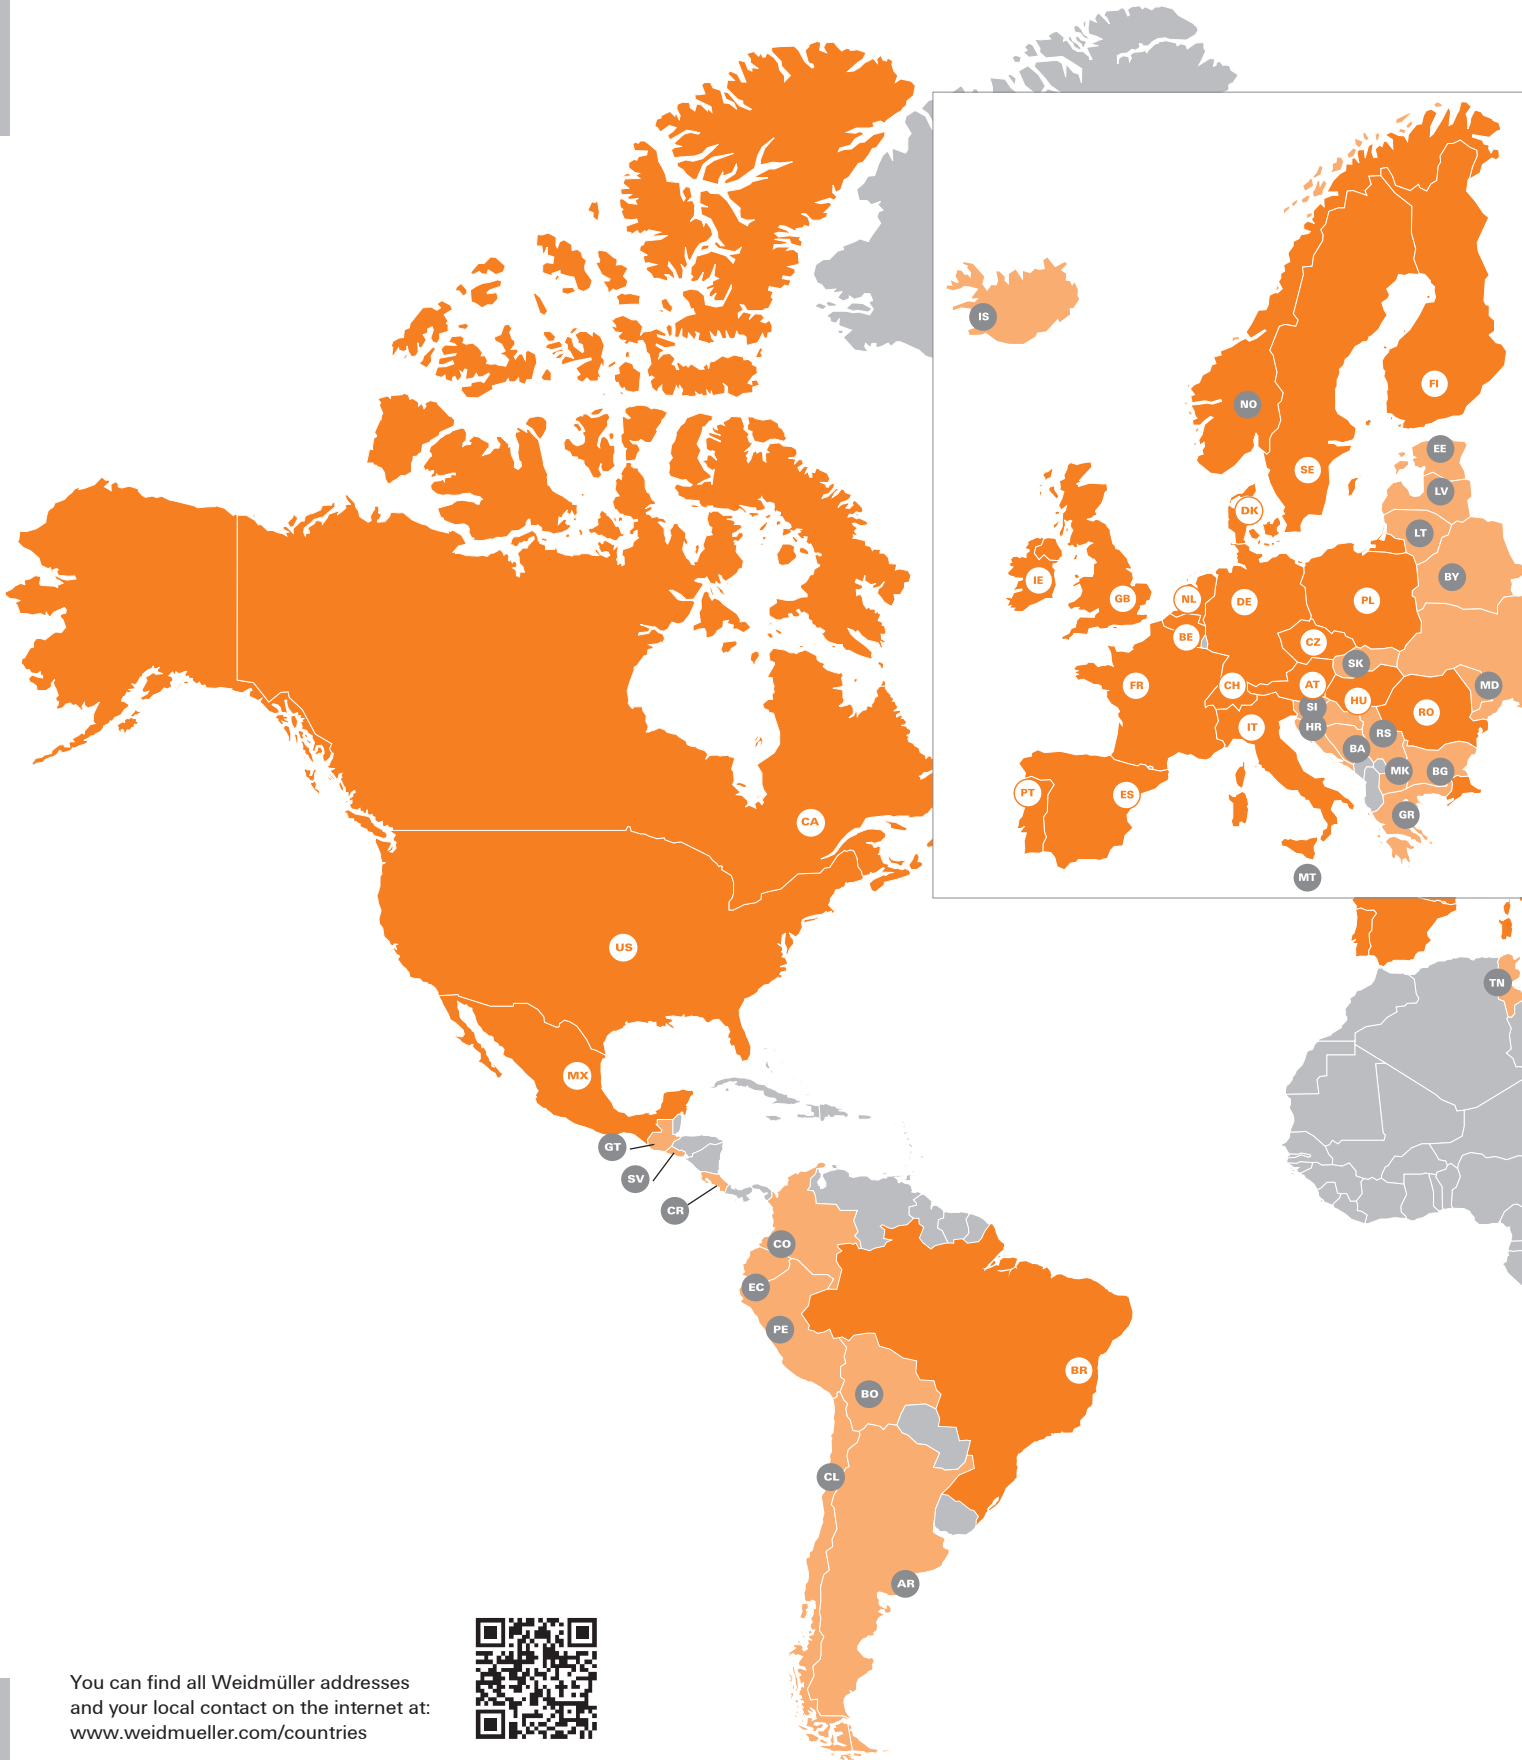 IS
FI
NO
EE
SE
LV
DK
LT
BY
IE
GB
NL
DE
PL
BE
CZ
SK
FR
CH
AT
MD
SI
HU
RO
HR
IT
RS
BA
MK
BG
PT
ES
GR
MT
CA
US
TN
MX
GT
SV
CR
CO
EC
PE
BR
BO
CL
AR
You can find all Weidmüller addresses
and your local contact on the internet at:
www.weidmueller.com/countries